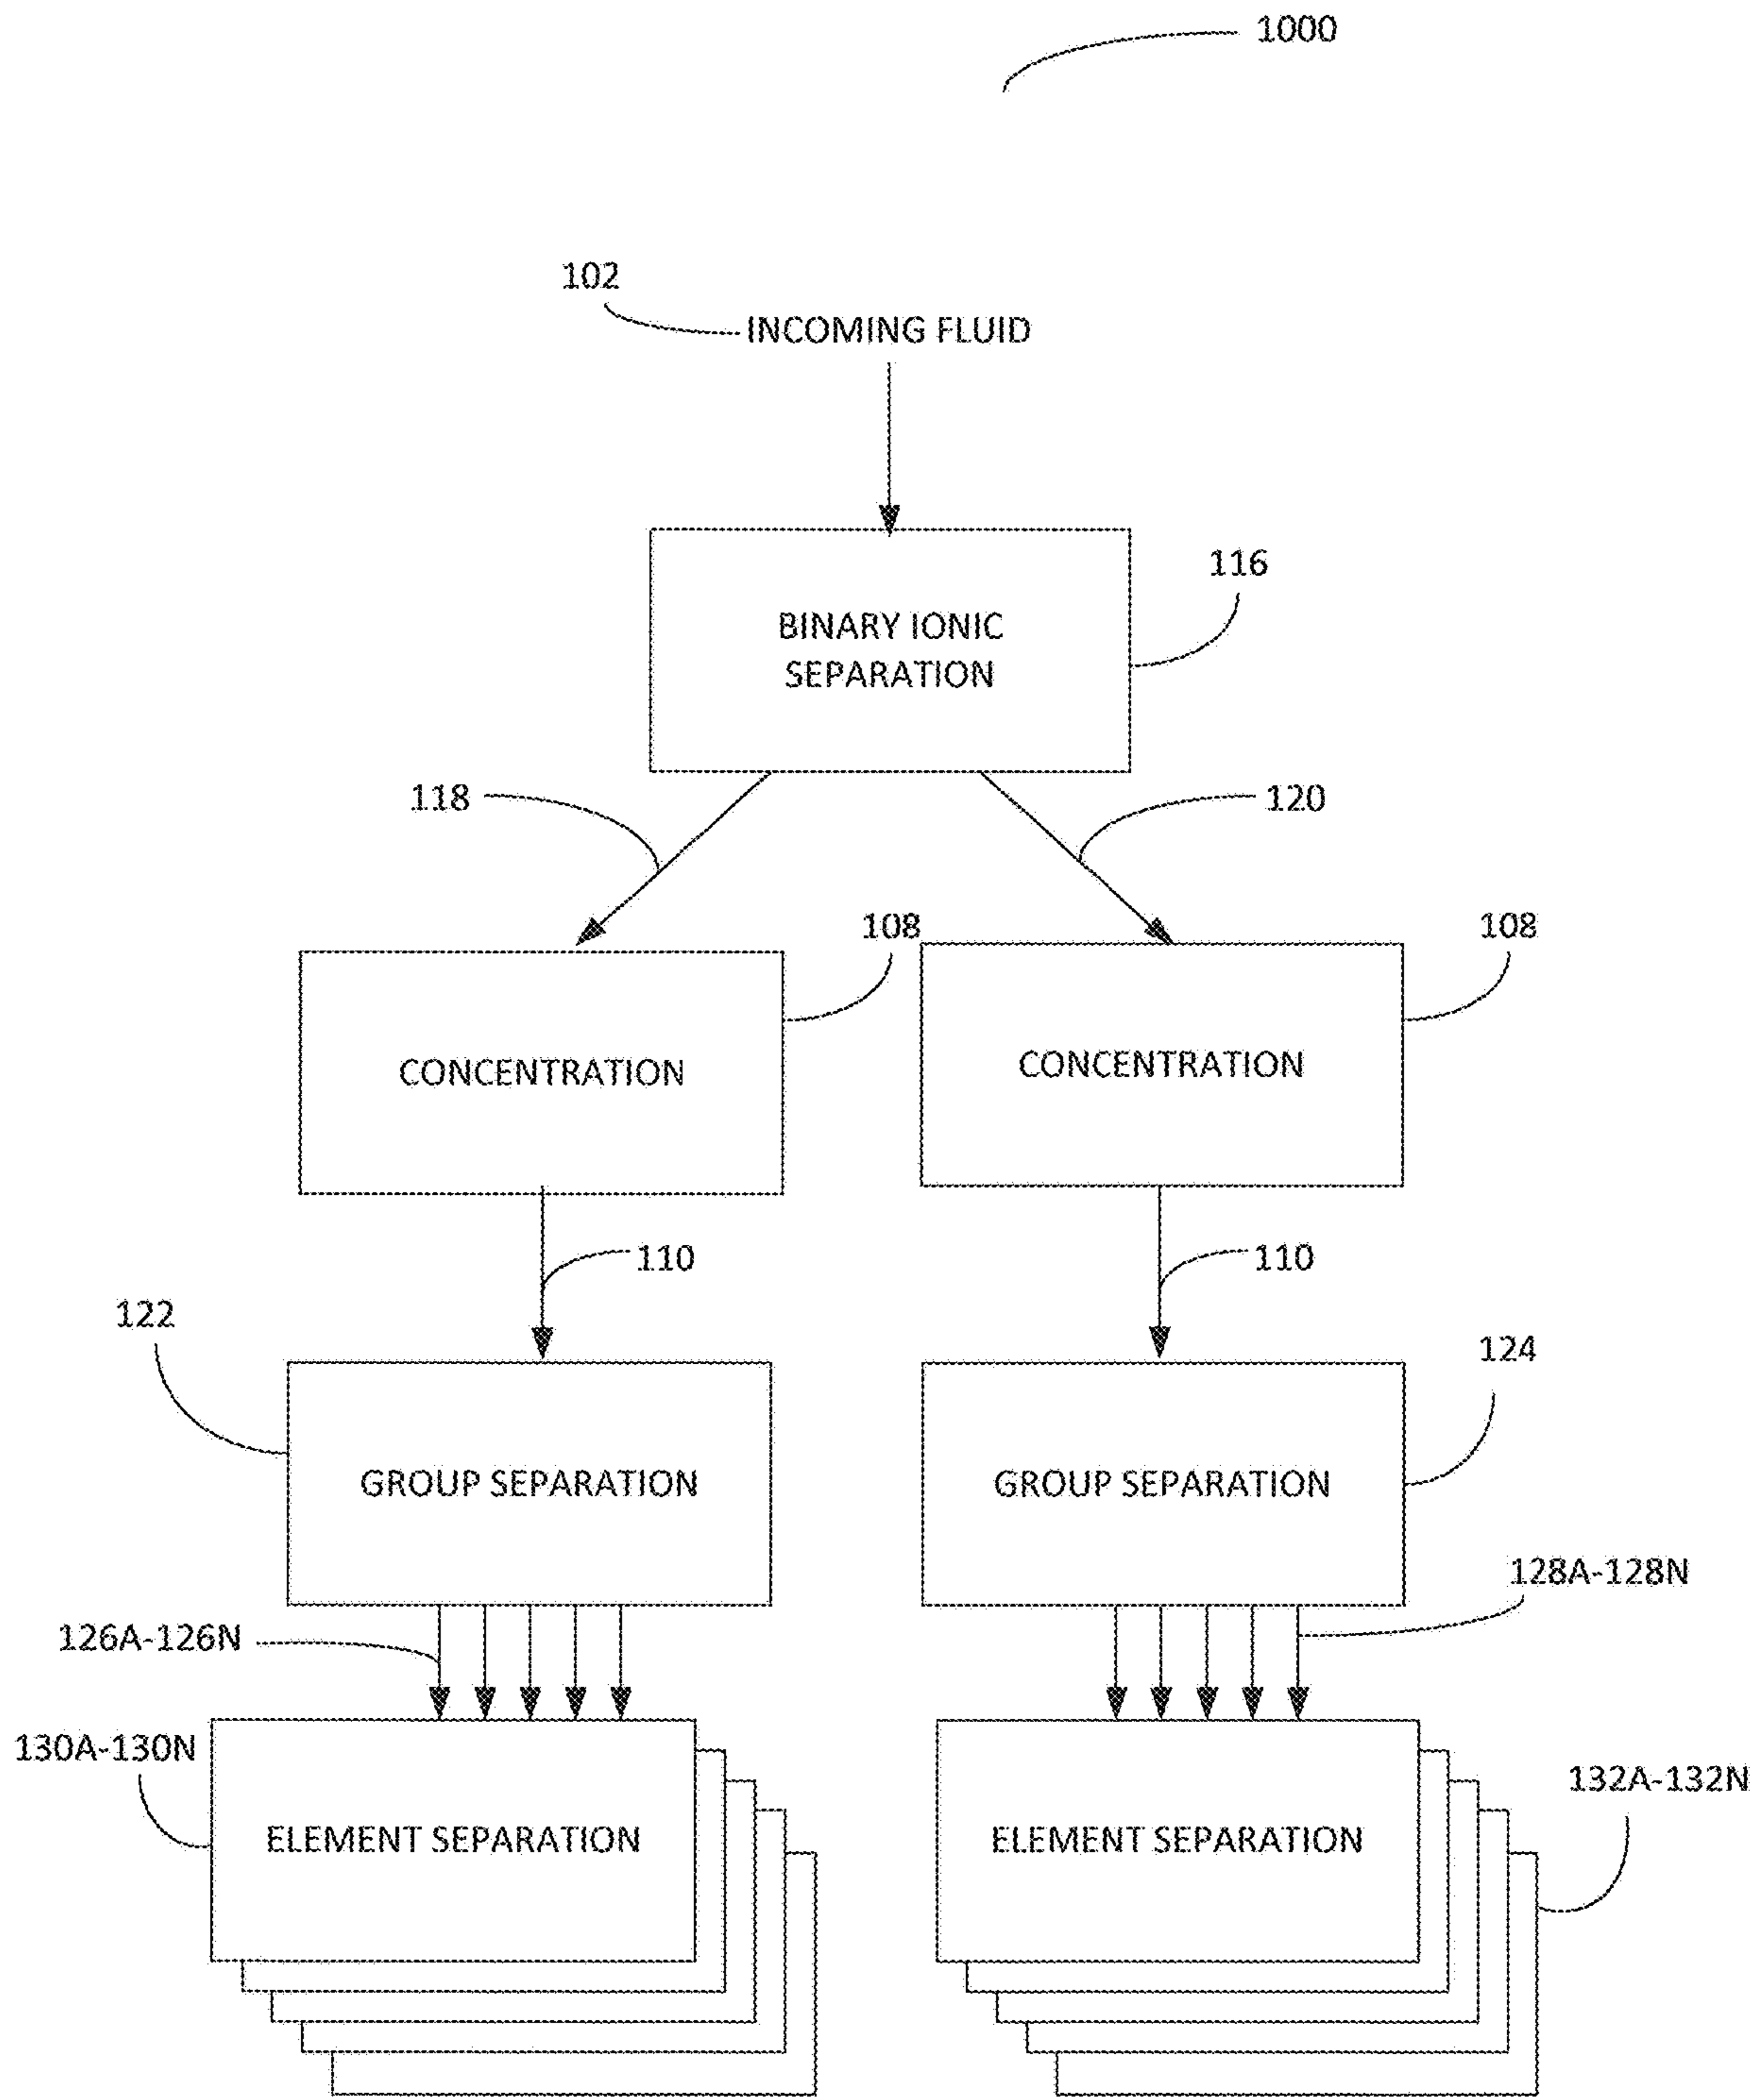 1000
102
INCOMING FLUID
116
BINARY IONIC
SEPARATION
118
120
108
108
CONCENTRATION
CONCENTRATION
110
110
122
124
GROUP SEPARATION
GROUP SEPARATION
128A-128N
126A-126N
130A-130N
132A-132N
ELEMENT SEPARATION
ELEMENT SEPARATION